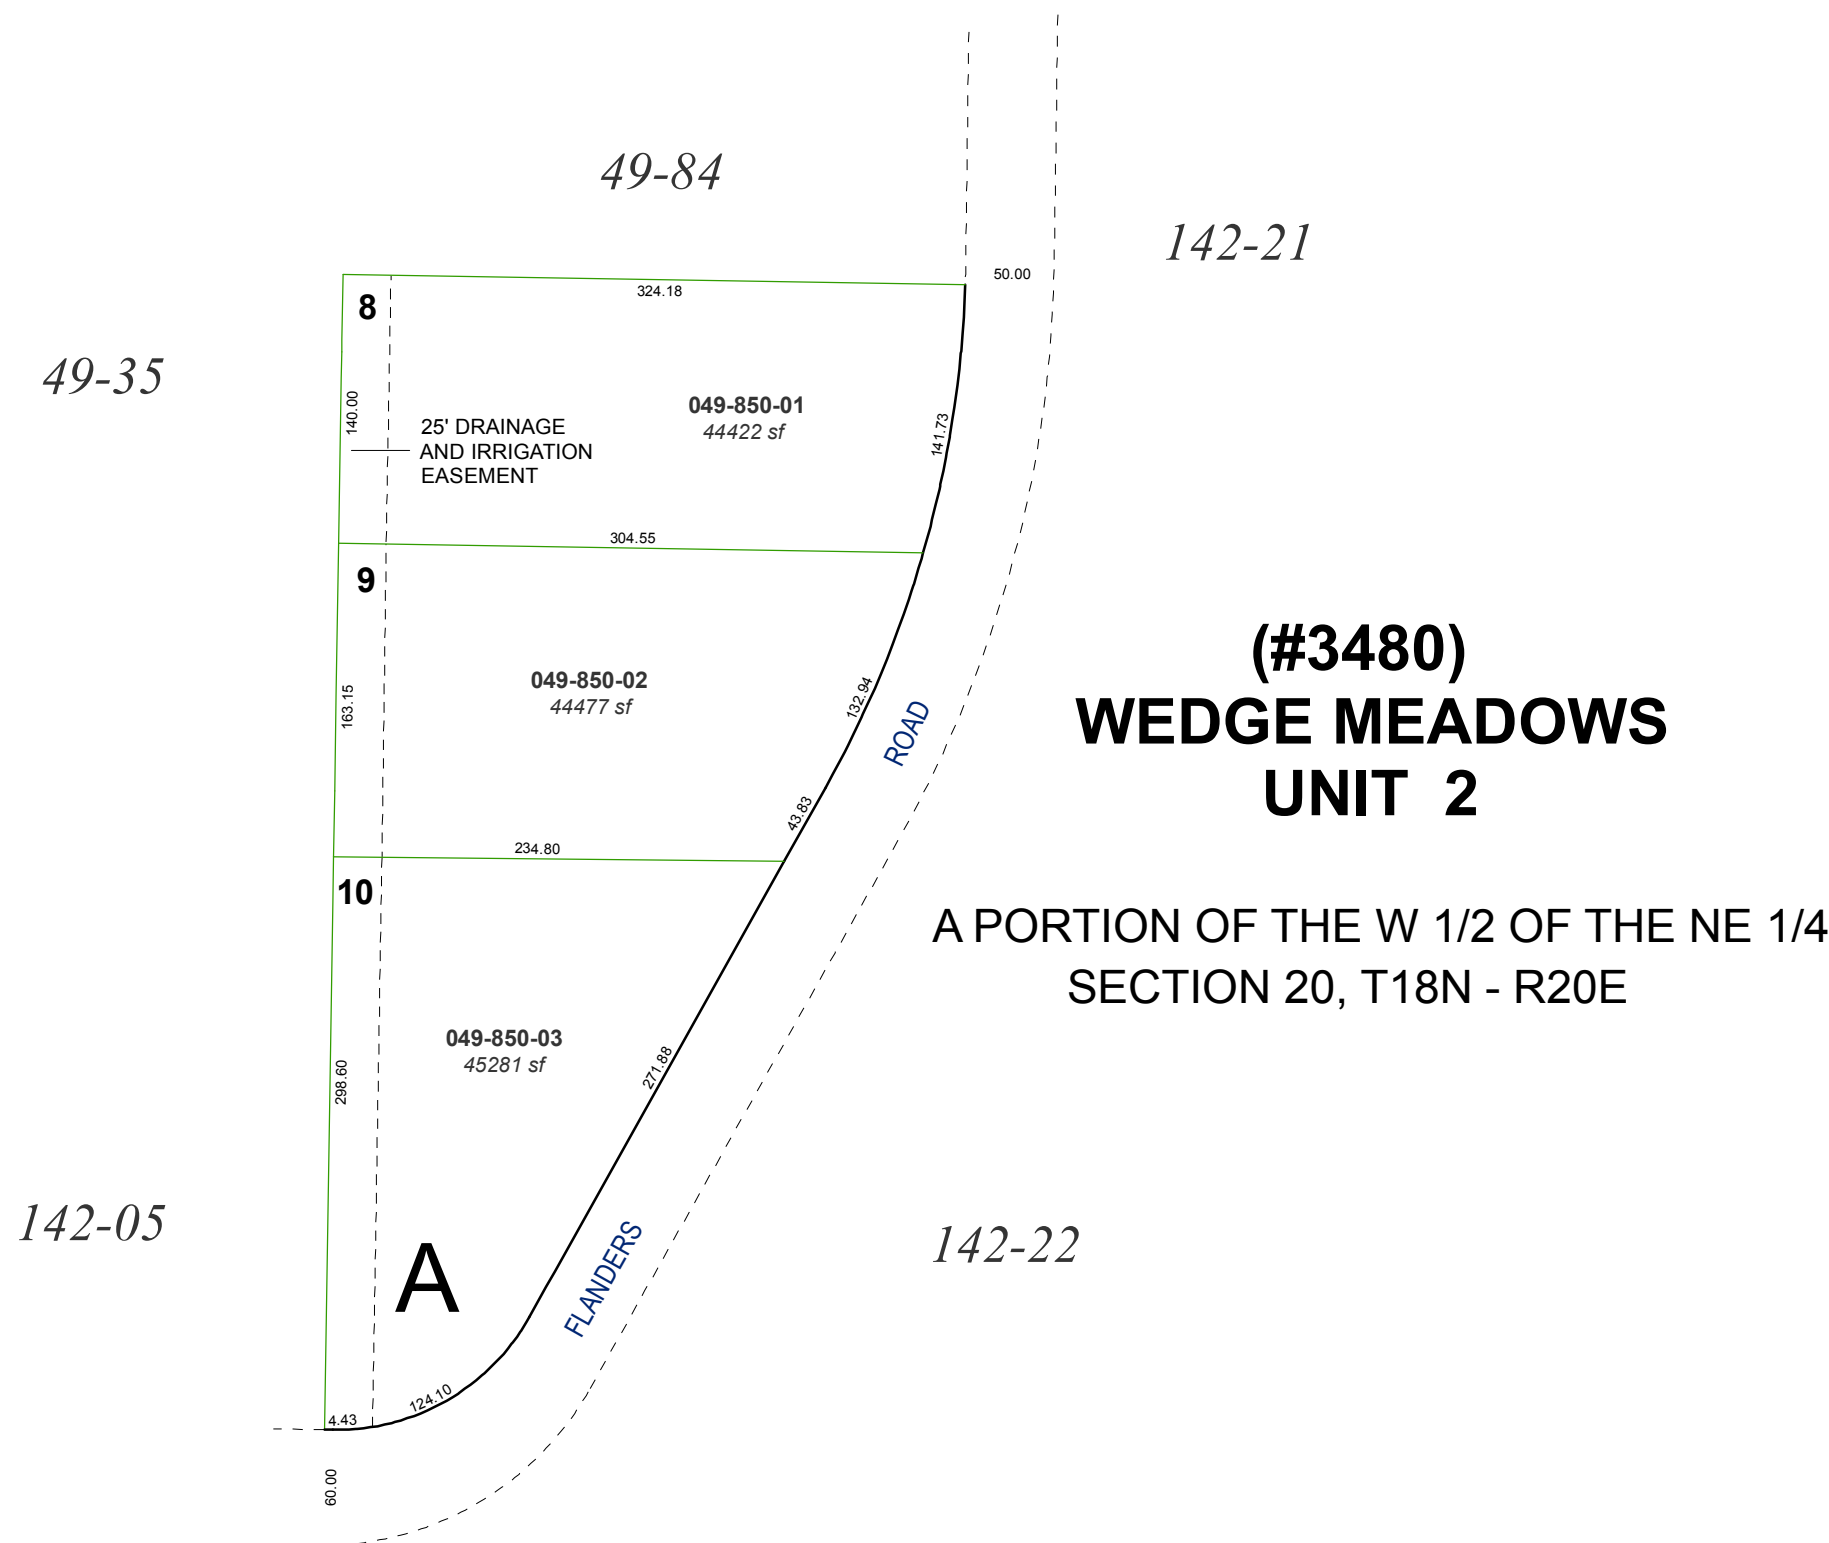 49-84
142-21
50.00
324.18
8
49-35
140.00
049-850-01
44422 sf
25' DRAINAGE
AND IRRIGATION
EASEMENT
141.73
304.55
9
(#3480)
WEDGE MEADOWS
UNIT 2
049-850-02
44477 sf
163.15
132.94
ROAD
43.83
234.80
10
A PORTION OF THE W 1/2 OF THE NE 1/4
SECTION 20, T18N - R20E
049-850-03
45281 sf
298.60
271.88
142-05
A
FLANDERS
142-22
124.10
4.43
60.00